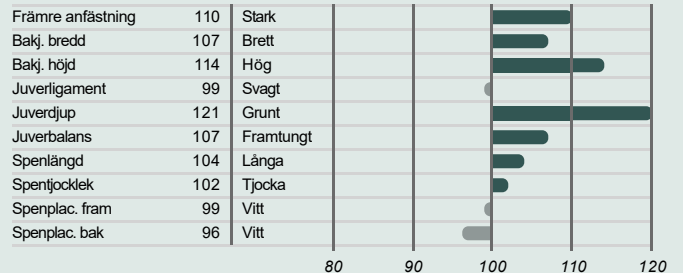 Främre anfästning 110 Stark
Bakj. bredd 107 Brett
Bakj. höjd 114 Hög
Juverligament 99 Svagt
Juverdjup 121 Grunt
Juverbalans 107 Framtungt
Spenlängd 104 Långa
Spentjocklek 102 Tjocka
Spenplac. fram 99 Vitt
Spenplac. bak 96 Vitt
80 90 100 110 120